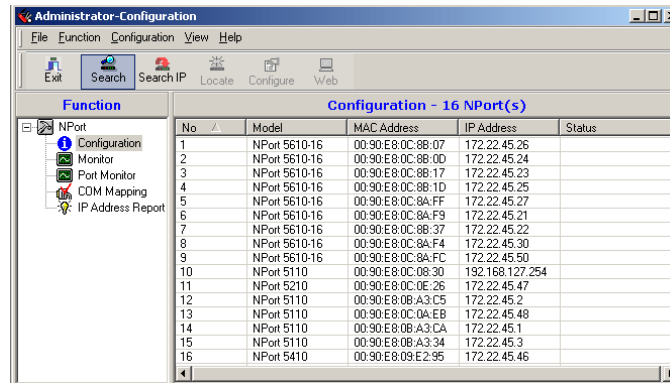 Administrator-Configuration
File Function Configuration View Help
Exit Search Search IP Locate Configure Web
Function
Configuration - 16 NPort(s)
NPort
Configuration
Monitor
Port Monitor
COM Mapping
IP Address Report
No Model MAC Address IP Address Status
1 NPort 5610-16 00:90:E8:0C:8B:07 172.22.45.26
2 NPort 5610-16 00:90:E8:0C:8B:0D 172.22.45.24
3 NPort 5610-16 00:90:E8:0C:8B:17 172.22.45.23
4 NPort 5610-16 00:90:E8:0C:8B:1D 172.22.45.25
5 NPort 5610-16 00:90:E8:0C:8A:FF 172.22.45.27
6 NPort 5610-16 00:90:E8:0C:8A:F9 172.22.45.21
7 NPort 5610-16 00:90:E8:0C:8B:37 172.22.45.22
8 NPort 5610-16 00:90:E8:0C:8A:F4 172.22.45.30
9 NPort 5610-16 00:90:E8:0C:8A:FC 172.22.45.50
10 NPort 5110 00:90:E8:0C:08:30 192.168.127.254
11 NPort 5210 00:90:E8:0C:0E:26 172.22.45.47
12 NPort 5110 00:90:E8:0B:A3:C5 172.22.45.2
13 NPort 5110 00:90:E8:0C:0A:EB 172.22.45.48
14 NPort 5110 00:90:E8:0B:A3:CA 172.22.45.1
15 NPort 5110 00:90:E8:0B:A3:34 172.22.45.3
16 NPort 5410 00:90:E8:09:E2:95 172.22.45.46